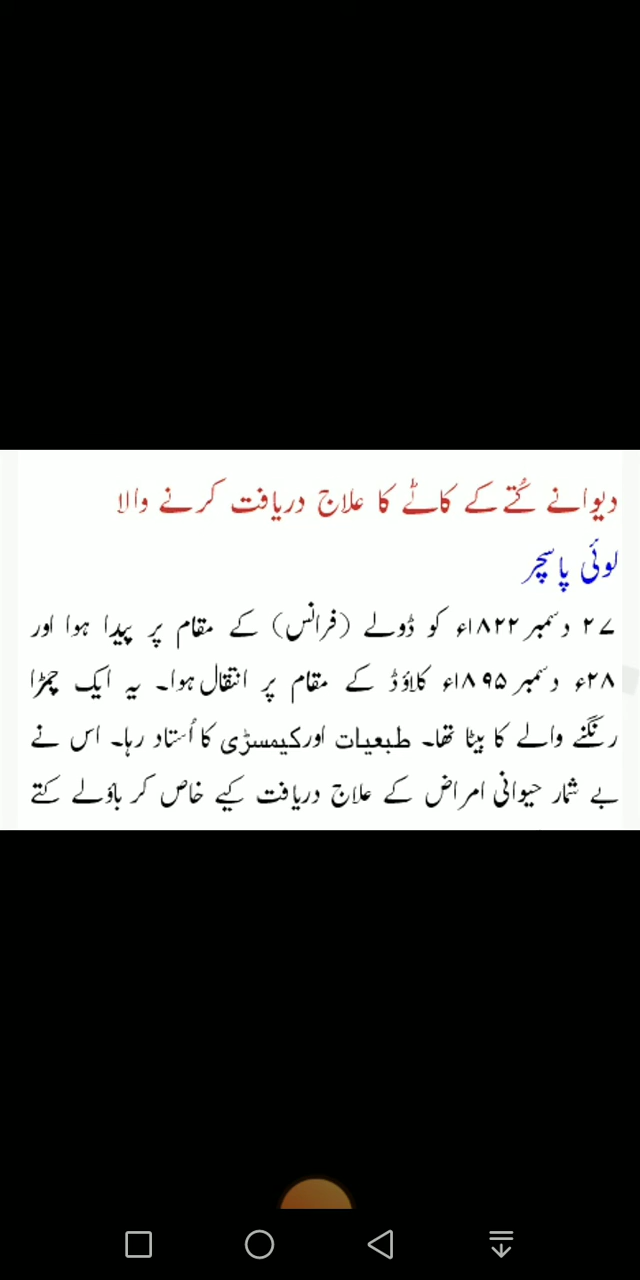 دیوانے کُتے کے کاٹے کا علاج دریافت کرنے والا
لوئی پاسچر
۲۷ دسمبر ۱۸۲۲ء کو ڈولے (فرانس) کے مقام پر پیدا ہوا اور
۲۸ء دسمبر ۱۸۹۵ء کلاؤڈ کے مقام پر انتقال ہوا۔ یہ ایک چمڑا
رنگنے والے کا بیٹا تھا۔ طبعیات اورکیمسڑی کا اُستاد رہا۔ اس نے
بے شمار حیوانی امراض کے علاج دریافت کیے خاص کر باؤلے کتے